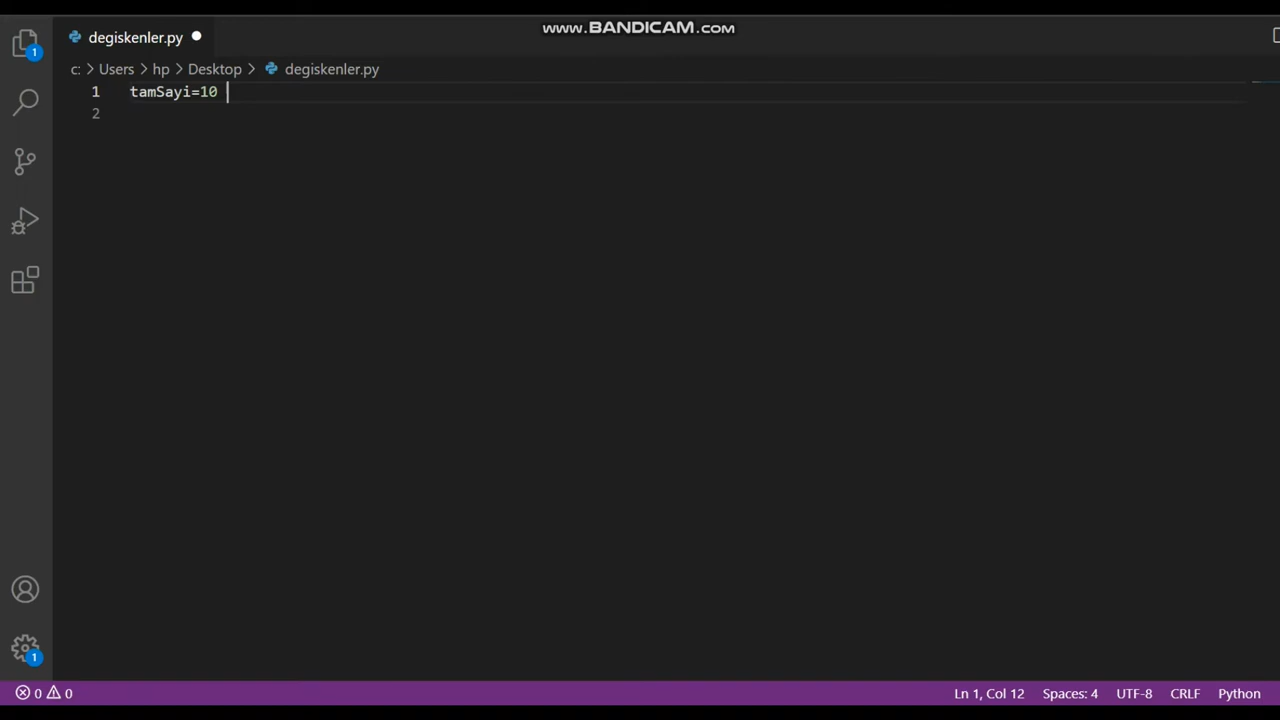 www.BANDICAM.com
1
degiskenler.py
c: Users hp Desktop degiskenler.py
1 tamSayi=10
2
1
0 0 Ln 1, Col 12 Spaces: 4 UTF-8 CRLF Python